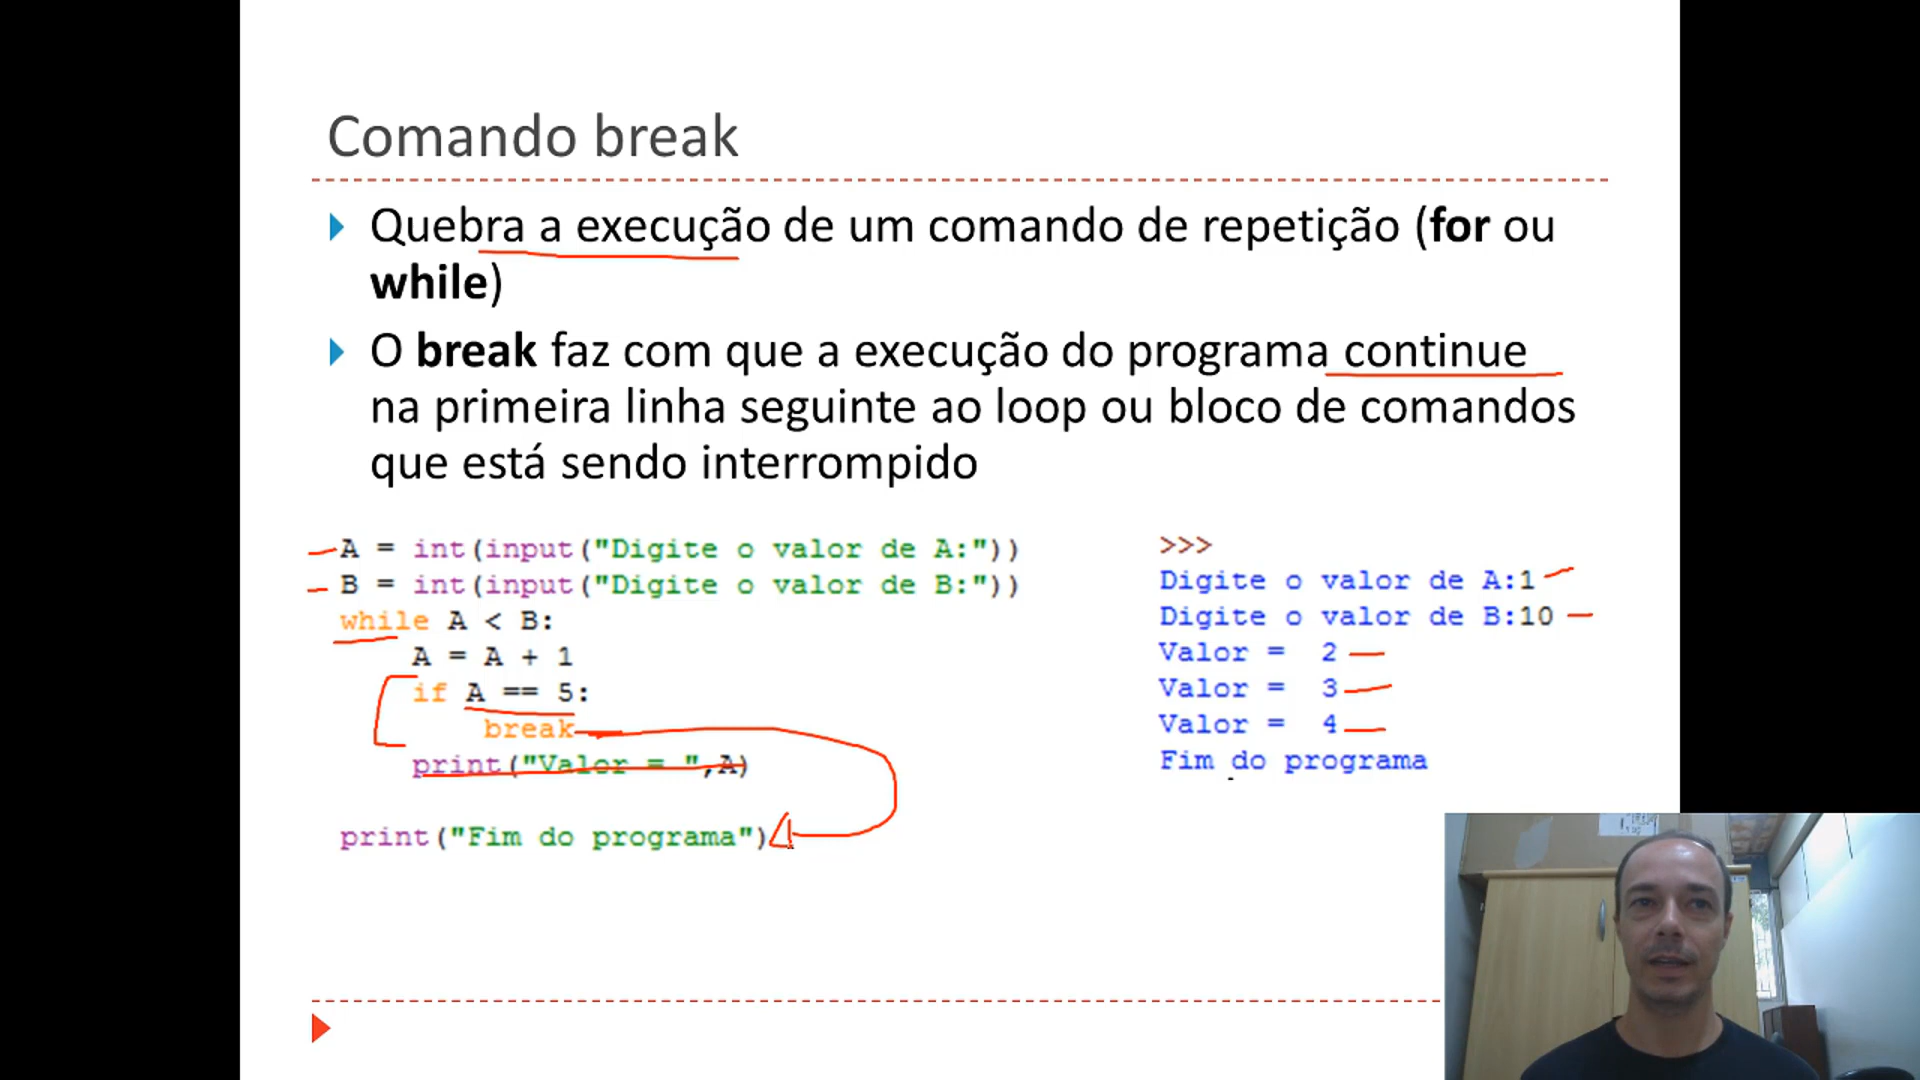 Comando break
Quebra a execução de um comando de repetição (for ou
while)
O break faz com que a execução do programa continue
na primeira linha seguinte ao loop ou bloco de comandos
que está sendo interrompido
A = int(input("Digite o valor de A:"))
B = int(input("Digite o valor de B:"))
while A < B:
A = A + 1
if A == 5:
break
print("Valor = ",A)
print("Fim do programa")
>>>
Digite o valor de A:1
Digite o valor de B:10
Valor =  2
Valor =  3
Valor =  4
Fim do programa